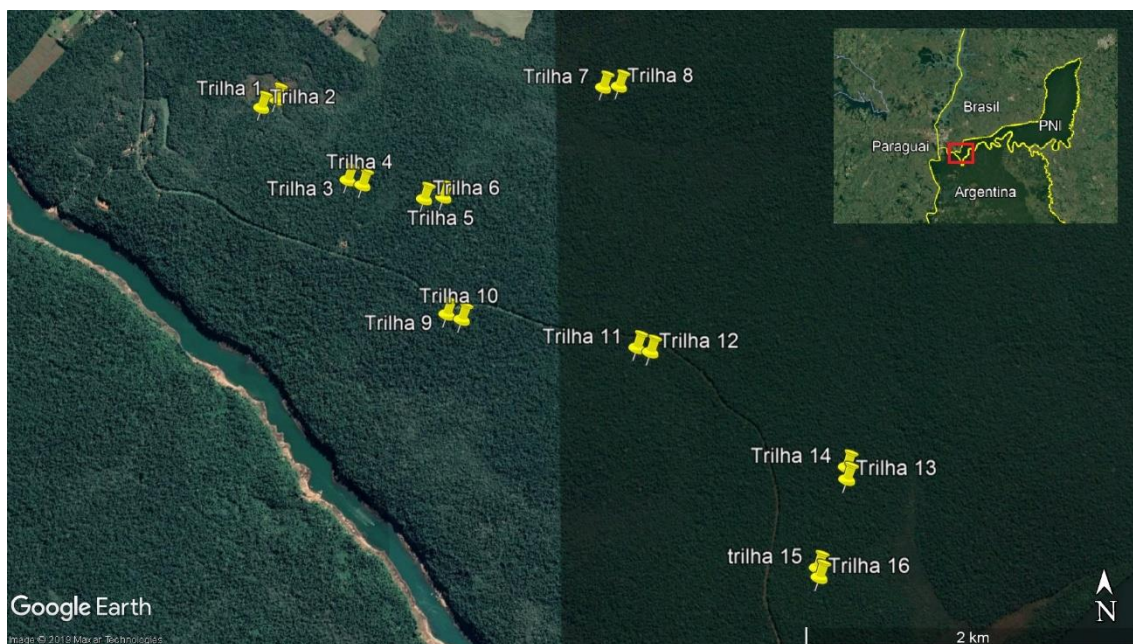 Trilha 1
Trilha 2
Trilha 7
Trilha 8
Brasil
PNI
Paraguai
Argentina
Trilha 4
Trilha 3
Trilha 6
Trilha 5
Trilha 10
Trilha 9
Trilha 11
Trilha 12
Trilha 14
Trilha 13
trilha 15
Trilha 16
Google Earth
N
Image © 2019 Maxar Technologies
2 km